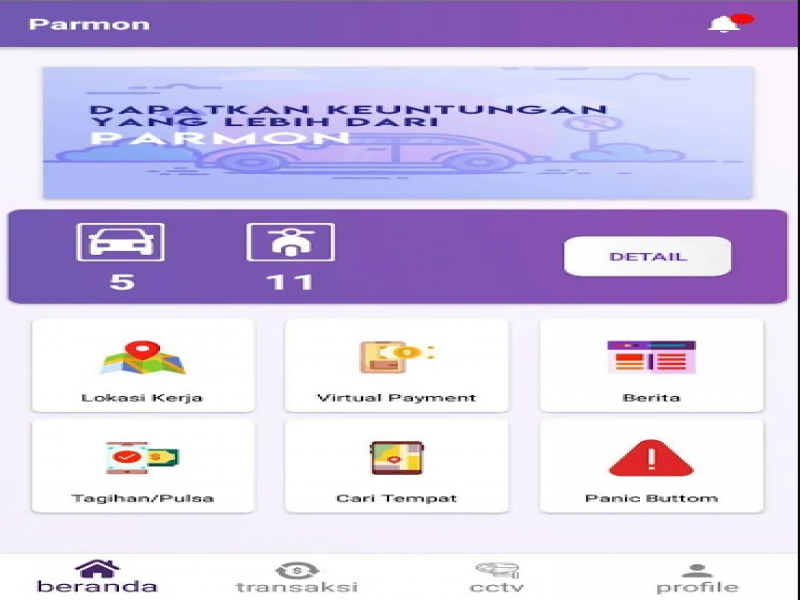 Parmon
DAPATKAN KEUNTUNGAN
YANG LEBIH DARI
PARMON
5
11
DETAIL
Lokasi Kerja
Virtual Payment
Berita
Tagihan/Pulsa
Cari Tempat
Panic Buttom
beranda
transaksi
cctv
profile